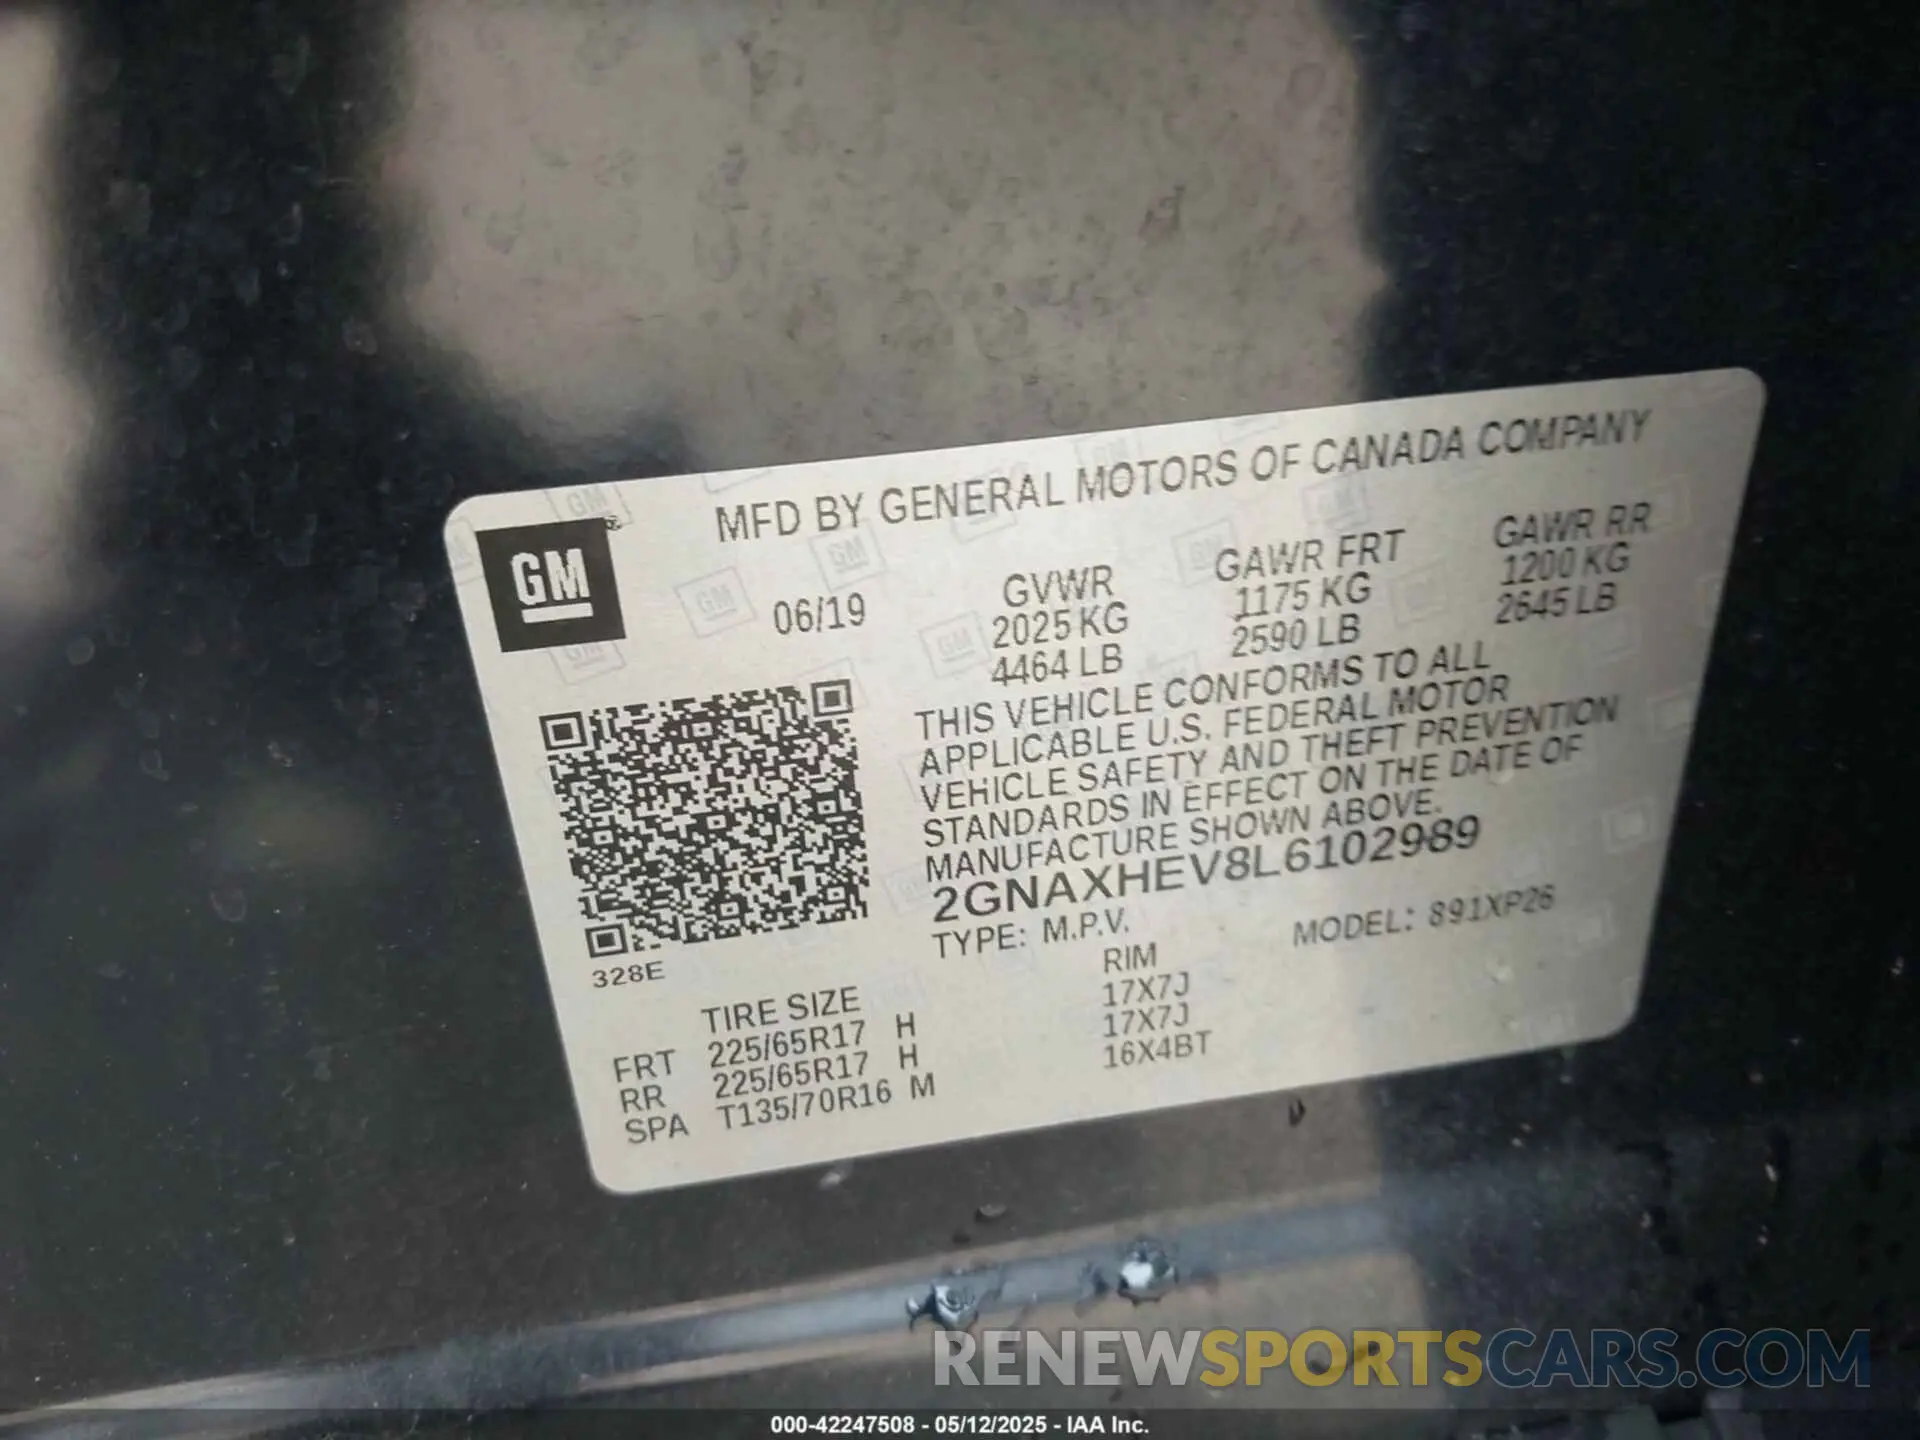 MFD BY GENERAL MOTORS OF CANADA COMPANY
GM
06/19
GVWR GAWR FRT GAWR RR
2025 KG 1175 KG 1200 KG
4464 LB 2590 LB 2645 LB
THIS VEHICLE CONFORMS TO ALL
APPLICABLE U.S. FEDERAL MOTOR
VEHICLE SAFETY AND THEFT PREVENTION
STANDARDS IN EFFECT ON THE DATE OF
MANUFACTURE SHOWN ABOVE.
2GNAXHEV8L6102989
TYPE: M.P.V. MODEL: 891XP26
328E
TIRE SIZE RIM
FRT 225/65R17 H 17X7J
RR 225/65R17 H 17X7J
SPA T135/70R16 M 16X4BT
RENEWSPORTSCARS.COM
000-42247508 - 05/12/2025 - IAA Inc.